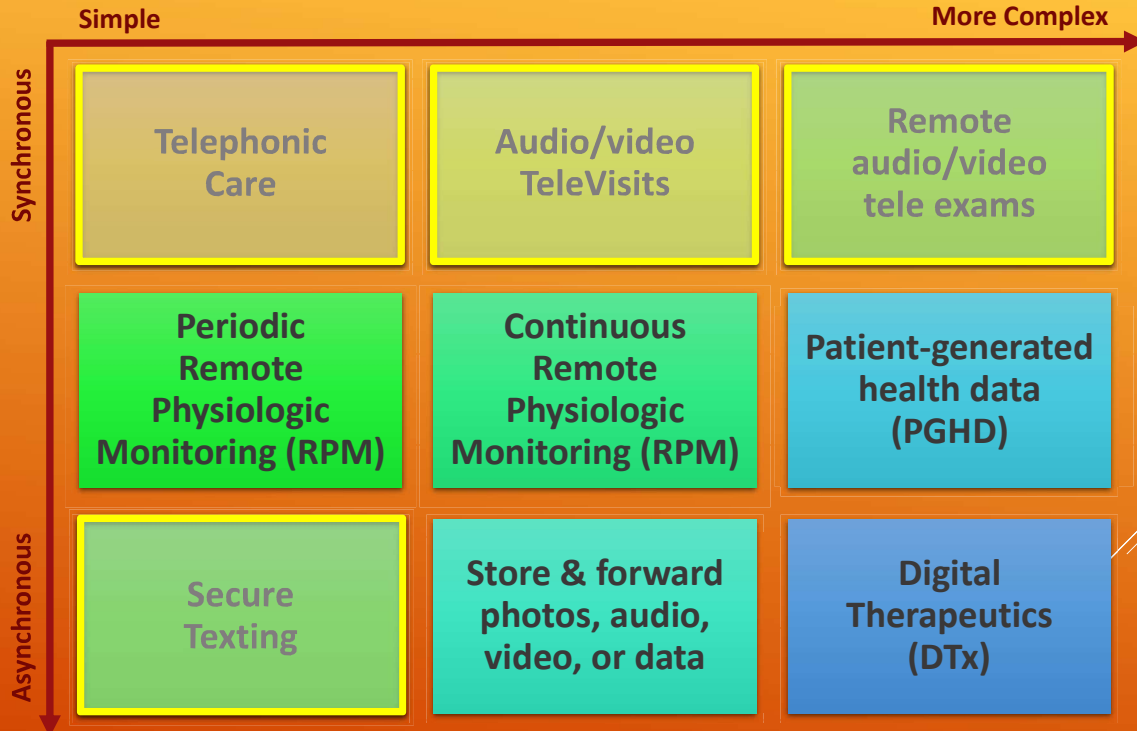 Simple
More Complex
Synchronous
Telephonic
Care
Audio/video
TeleVisits
Remote
audio/video
tele exams
Periodic
Remote
Physiologic
Monitoring (RPM)
Continuous
Remote
Physiologic
Monitoring (RPM)
Patient-generated
health data
(PGHD)
Asynchronous
Secure
Texting
Store & forward
photos, audio,
video, or data
Digital
Therapeutics
(DTx)